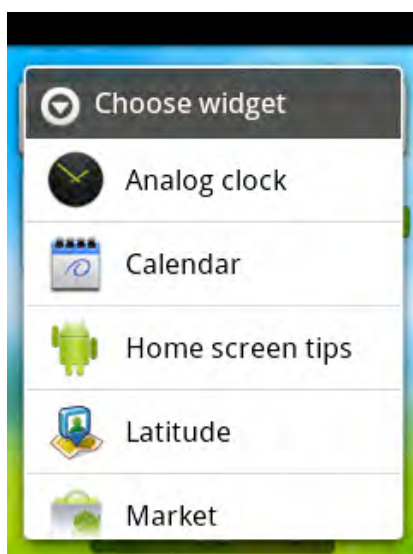 Choose widget
Analog clock
Calendar
Home screen tips
Latitude
Market